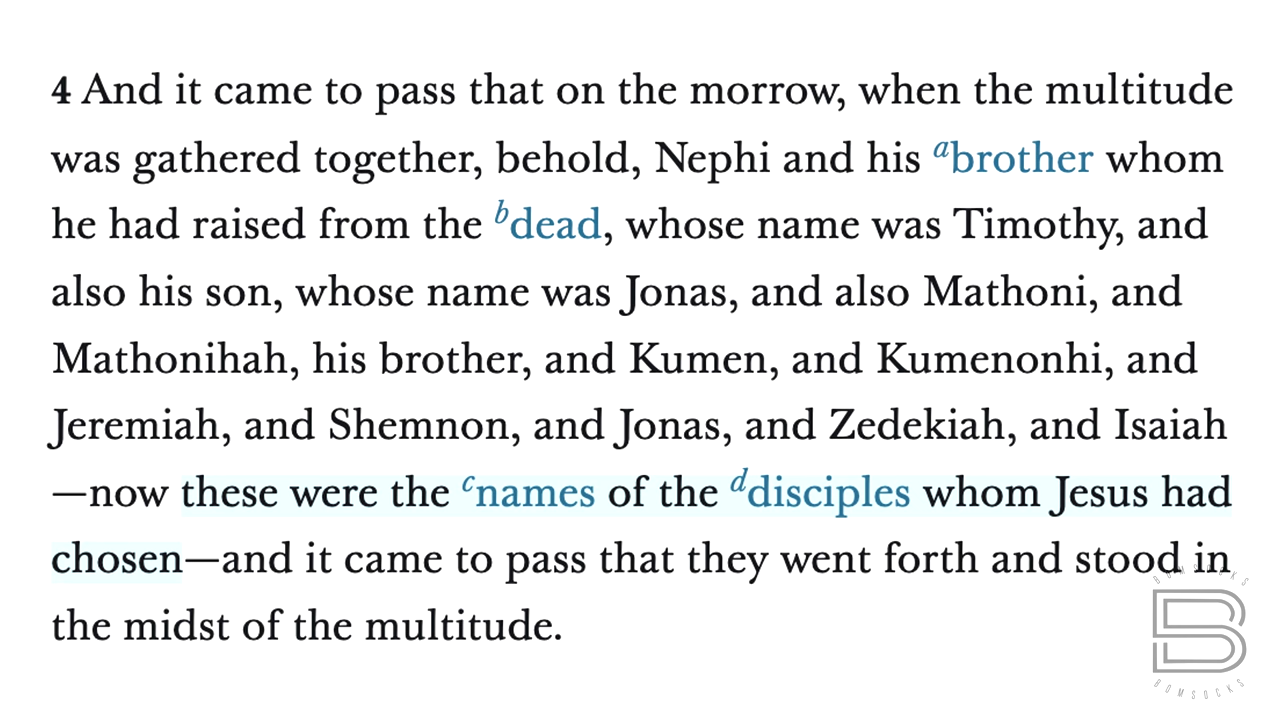 4 And it came to pass that on the morrow, when the multitude
was gathered together, behold, Nephi and his abrother whom
he had raised from the bdead, whose name was Timothy, and
also his son, whose name was Jonas, and also Mathoni, and
Mathonihah, his brother, and Kumen, and Kumenonhi, and
Jeremiah, and Shemnon, and Jonas, and Zedekiah, and Isaiah
—now these were the cnames of the ddisciples whom Jesus had
chosen—and it came to pass that they went forth and stood in
the midst of the multitude.
BOMSOCKS
B
BOMSOCKS